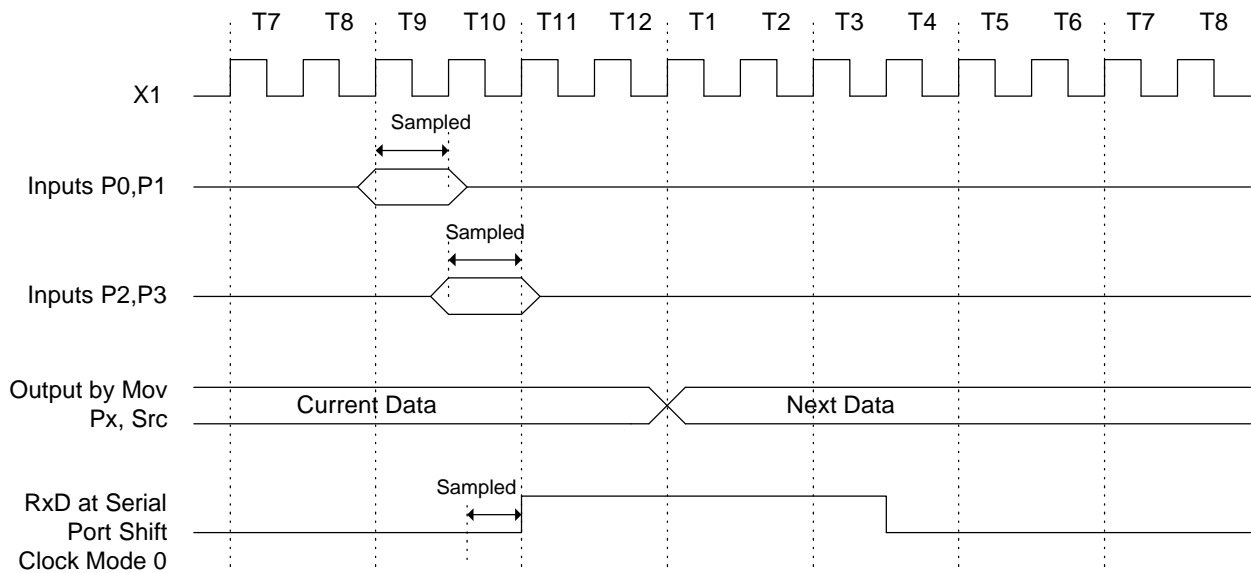 T7 T8 T9 T10 T11 T12 T1 T2 T3 T4 T5 T6 T7 T8
X1
Sampled
Inputs P0,P1
Sampled
Inputs P2,P3
Output by Mov
Px, Src
Current Data
Next Data
Sampled
RxD at Serial
Port Shift
Clock Mode 0